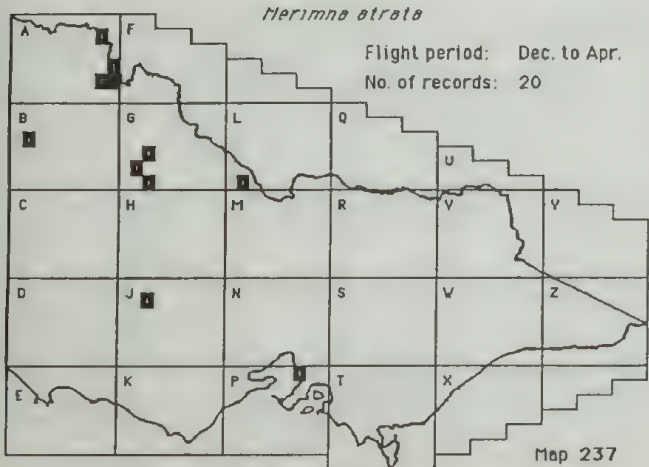 Merimna atrata
Flight period: Dec. to Apr.
No. of records: 20
A F
B G L Q
U
C H M R V Y
D J N S W Z
E K P T X
Map 237